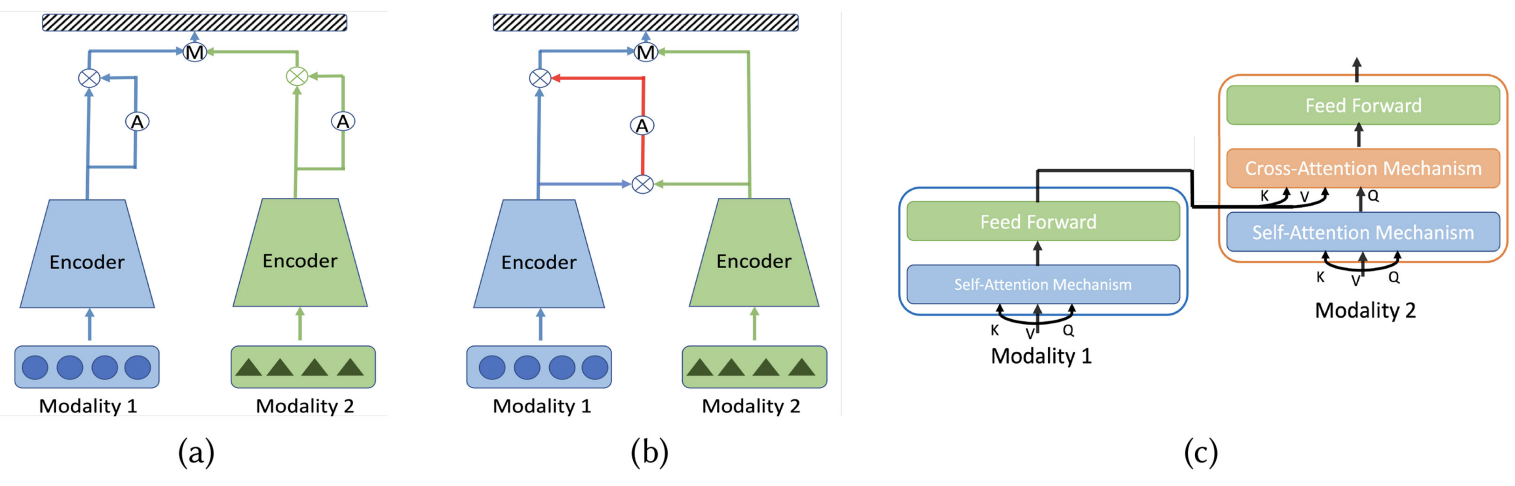 M
A
A
Encoder
Encoder
Modality 1
Modality 2
(a)
M
A
Encoder
Encoder
Modality 1
Modality 2
(b)
Feed Forward
Cross-Attention Mechanism
K V Q
Self-Attention Mechanism
K V Q
Modality 2
Feed Forward
Self-Attention Mechanism
K V Q
Modality 1
(c)